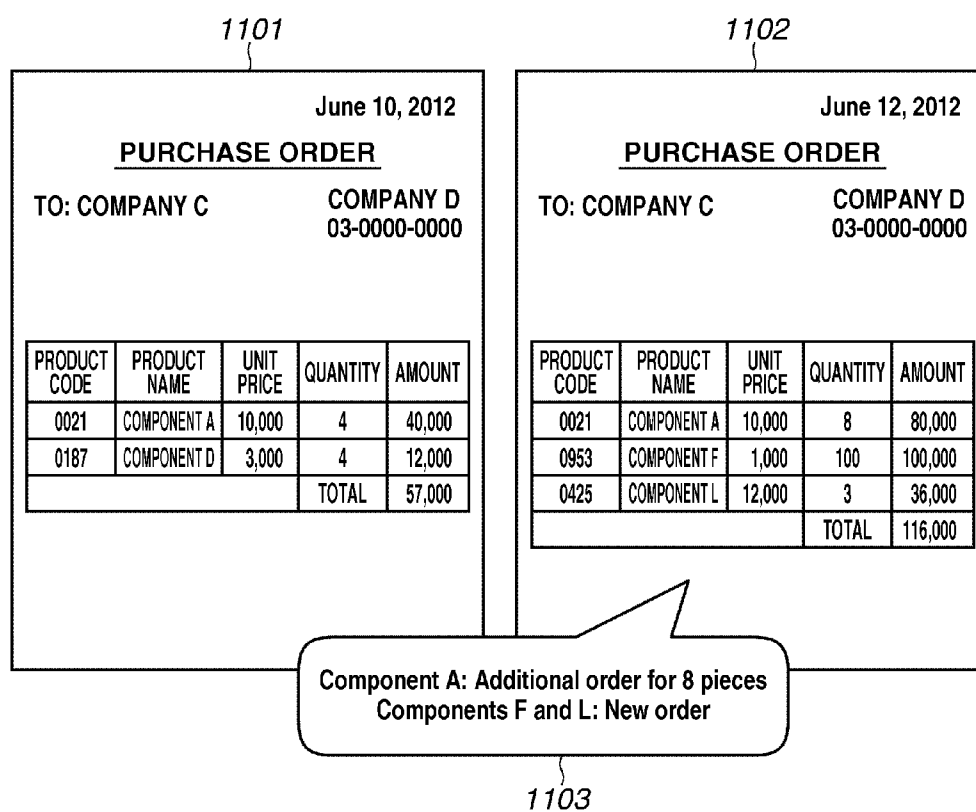 1101
June 10, 2012
PURCHASE ORDER
TO: COMPANY C
COMPANY D
03-0000-0000
PRODUCT CODE PRODUCT NAME UNIT PRICE QUANTITY AMOUNT
0021 COMPONENT A 10,000 4 40,000
0187 COMPONENT D 3,000 4 12,000
TOTAL 57,000
1102
June 12, 2012
PURCHASE ORDER
TO: COMPANY C
COMPANY D
03-0000-0000
PRODUCT CODE PRODUCT NAME UNIT PRICE QUANTITY AMOUNT
0021 COMPONENT A 10,000 8 80,000
0953 COMPONENT F 1,000 100 100,000
0425 COMPONENT L 12,000 3 36,000
TOTAL 116,000
Component A: Additional order for 8 pieces
Components F and L: New order
1103